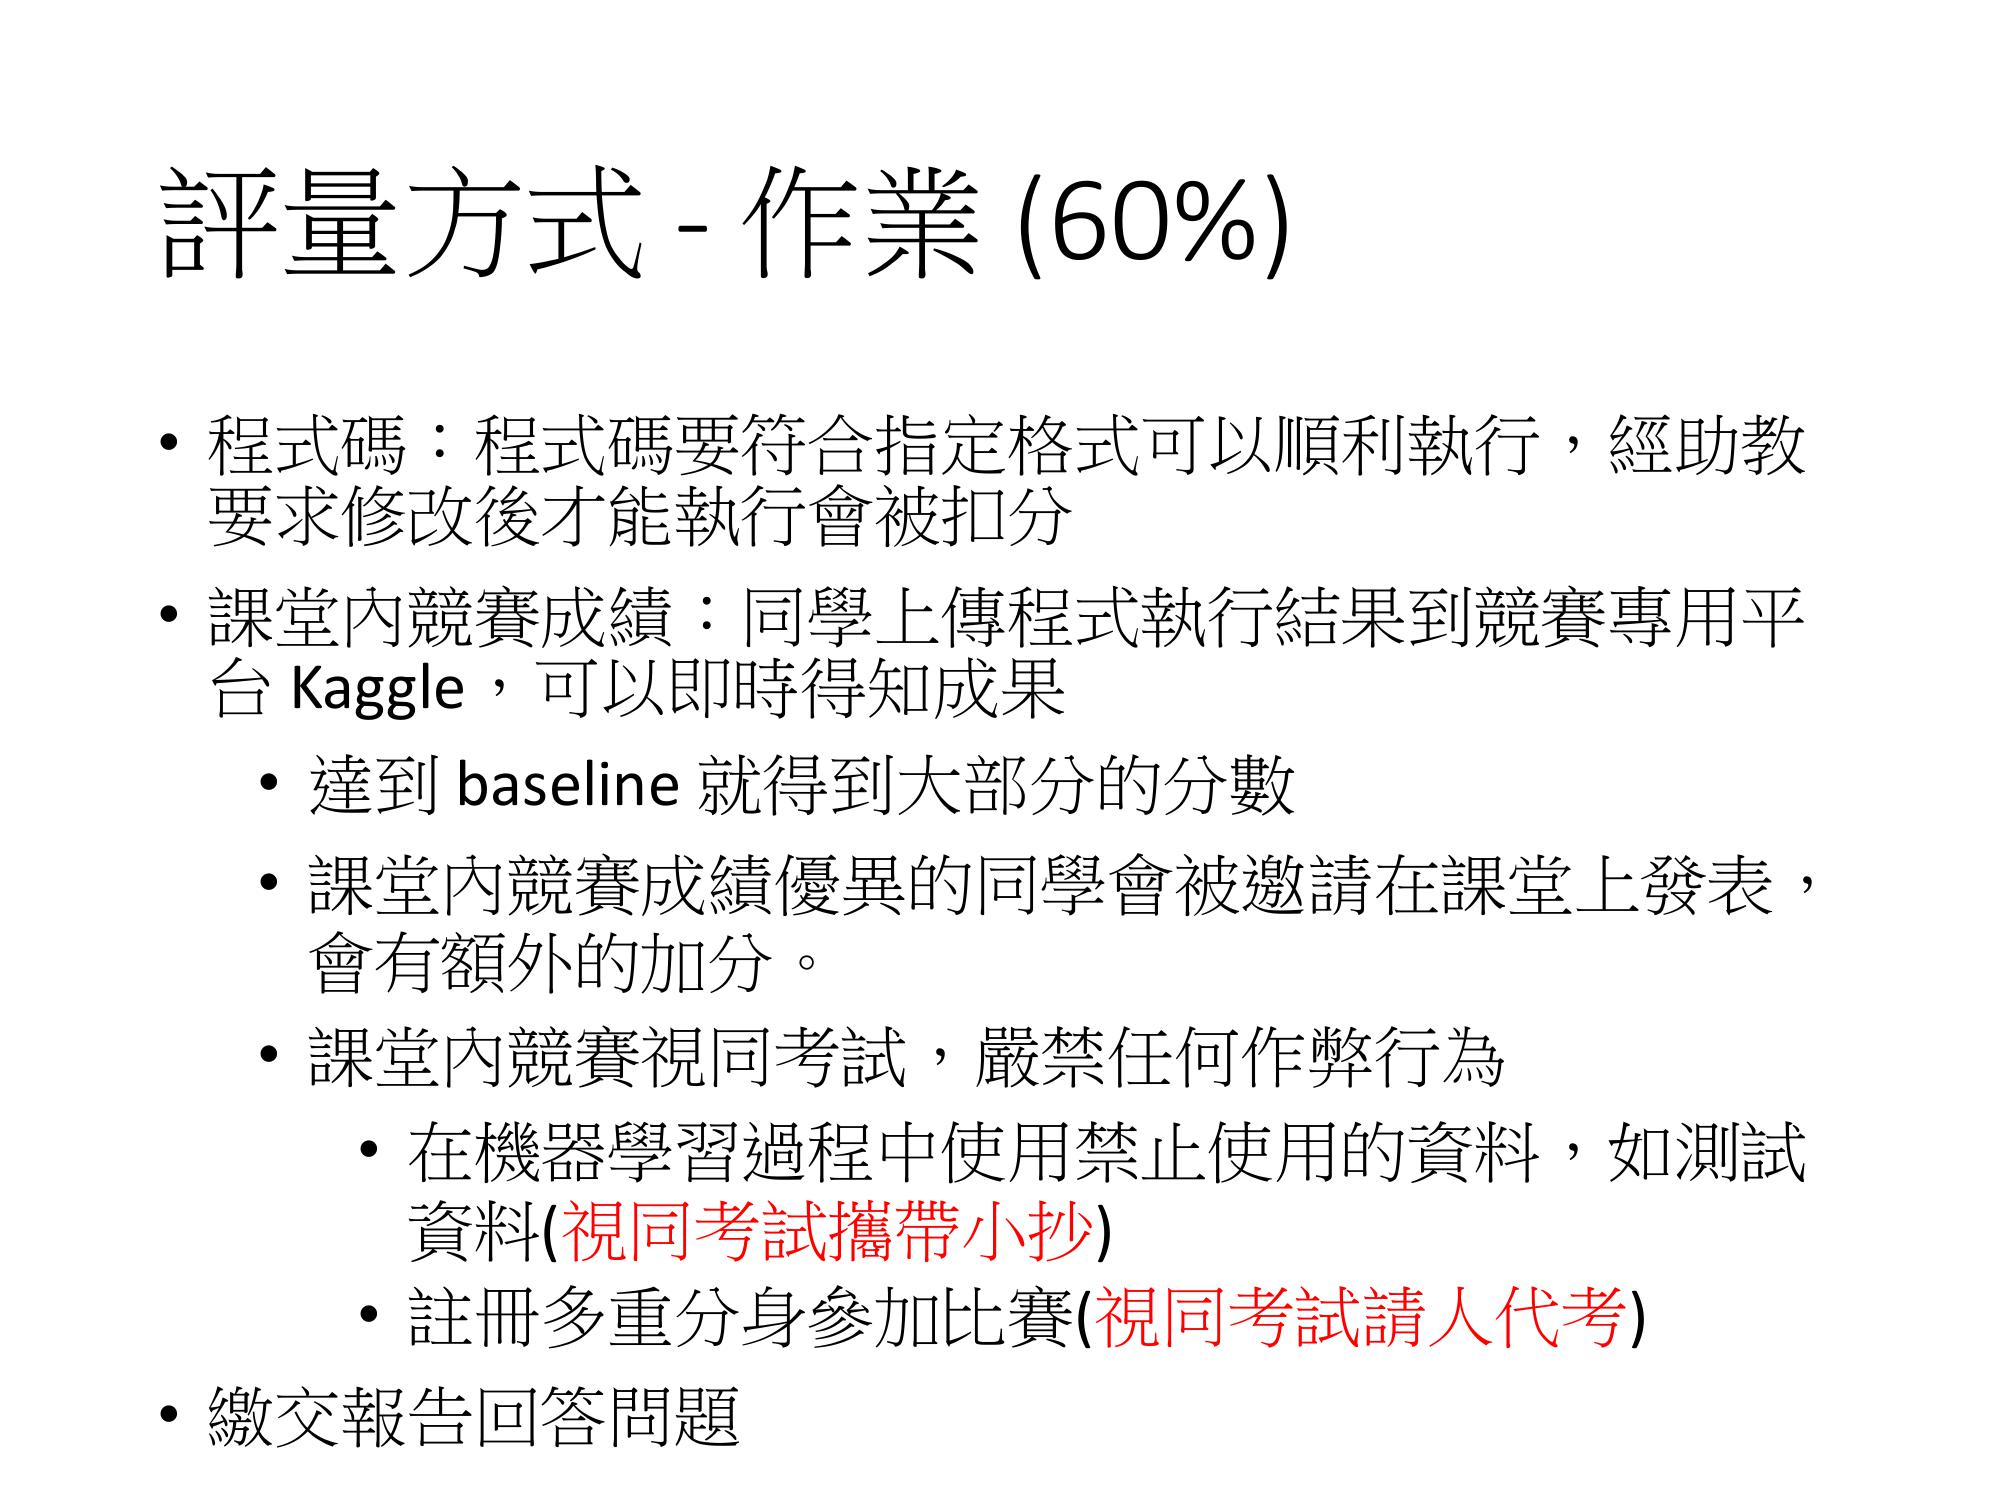 評量方式 - 作業 (60%)
• 程式碼：程式碼要符合指定格式可以順利執行，經助教
要求修改後才能執行會被扣分
• 課堂內競賽成績：同學上傳程式執行結果到競賽專用平
台 Kaggle，可以即時得知成果
• 達到 baseline 就得到大部分的分數
• 課堂內競賽成績優異的同學會被邀請在課堂上發表，
會有額外的加分。
• 課堂內競賽視同考試，嚴禁任何作弊行為
• 在機器學習過程中使用禁止使用的資料，如測試
資料(視同考試攜帶小抄)
• 註冊多重分身參加比賽(視同考試請人代考)
• 繳交報告回答問題